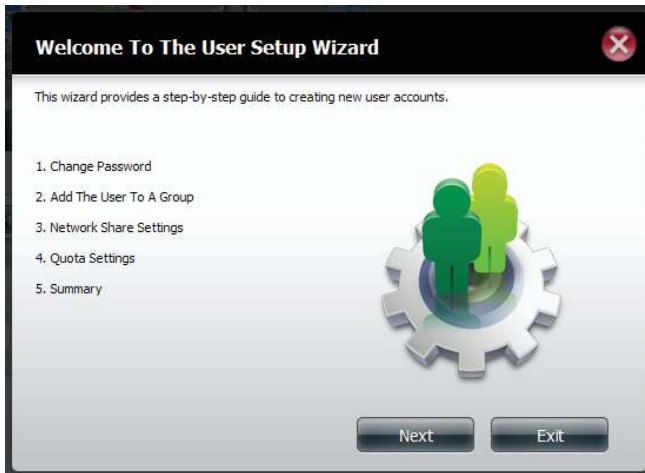 Welcome To The User Setup Wizard
This wizard provides a step-by-step guide to creating new user accounts.
1. Change Password
2. Add The User To A Group
3. Network Share Settings
4. Quota Settings
5. Summary
Next
Exit